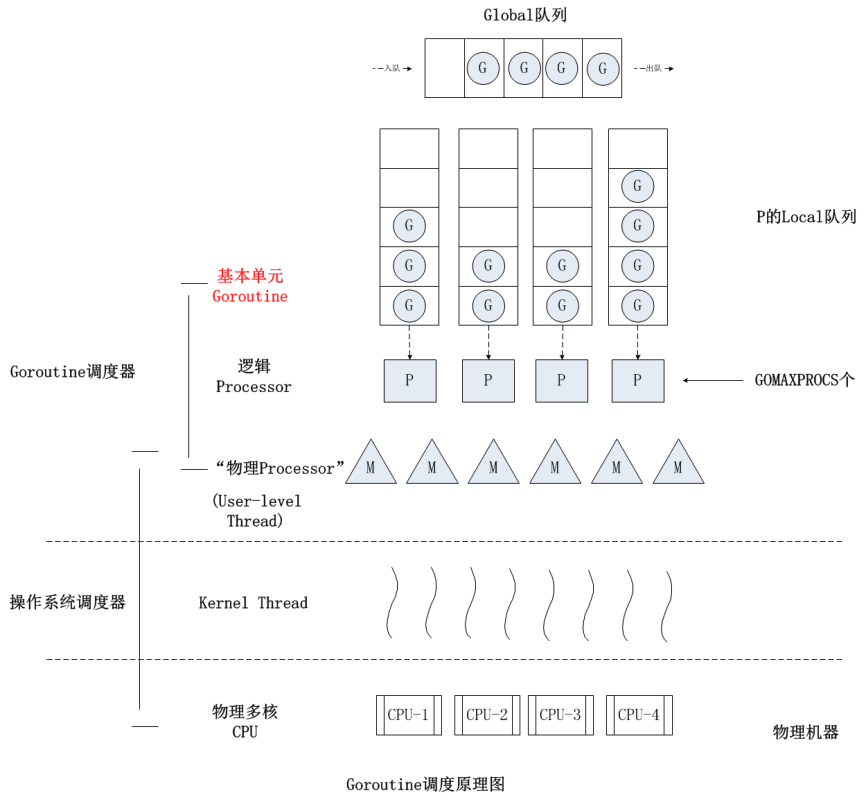 Global队列
入队
G G G G
出队
G
G G
G G G G
G G G G
P的Local队列
基本单元
Goroutine
Goroutine调度器
逻辑
Processor
P P P P
GOMAXPROCS个
“物理Processor”
M M M M M M
(User-level
Thread)
操作系统调度器
Kernel Thread
物理多核
CPU
CPU-1 CPU-2 CPU-3 CPU-4
物理机器
Goroutine调度原理图